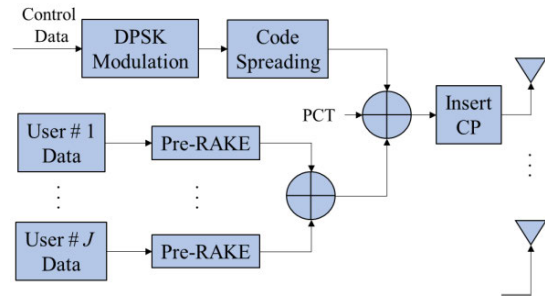 Control
Data
DPSK
Modulation
Code
Spreading
PCT
Insert
CP
User # 1
Data
Pre-RAKE
User # J
Data
Pre-RAKE